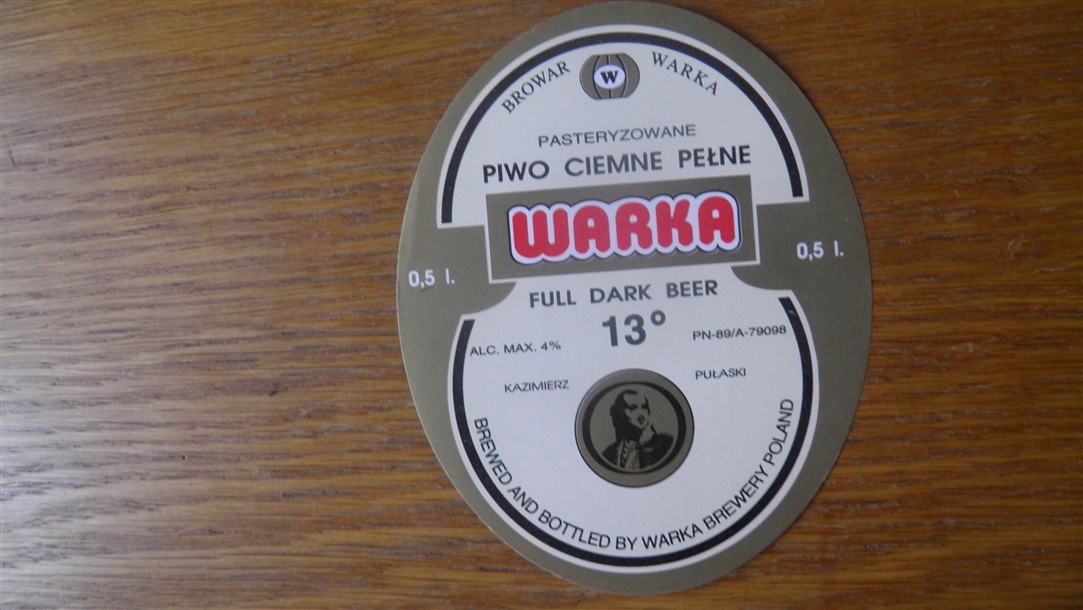 BROWAR W WARKA
PASTERYZOWANE
PIWO CIEMNE PEŁNE
WARKA
0,5 l. 0,5 l.
FULL DARK BEER
13°
ALC. MAX. 4% PN-89/A-79098
KAZIMIERZ PUŁASKI
BREWED AND BOTTLED BY WARKA BREWERY POLAND